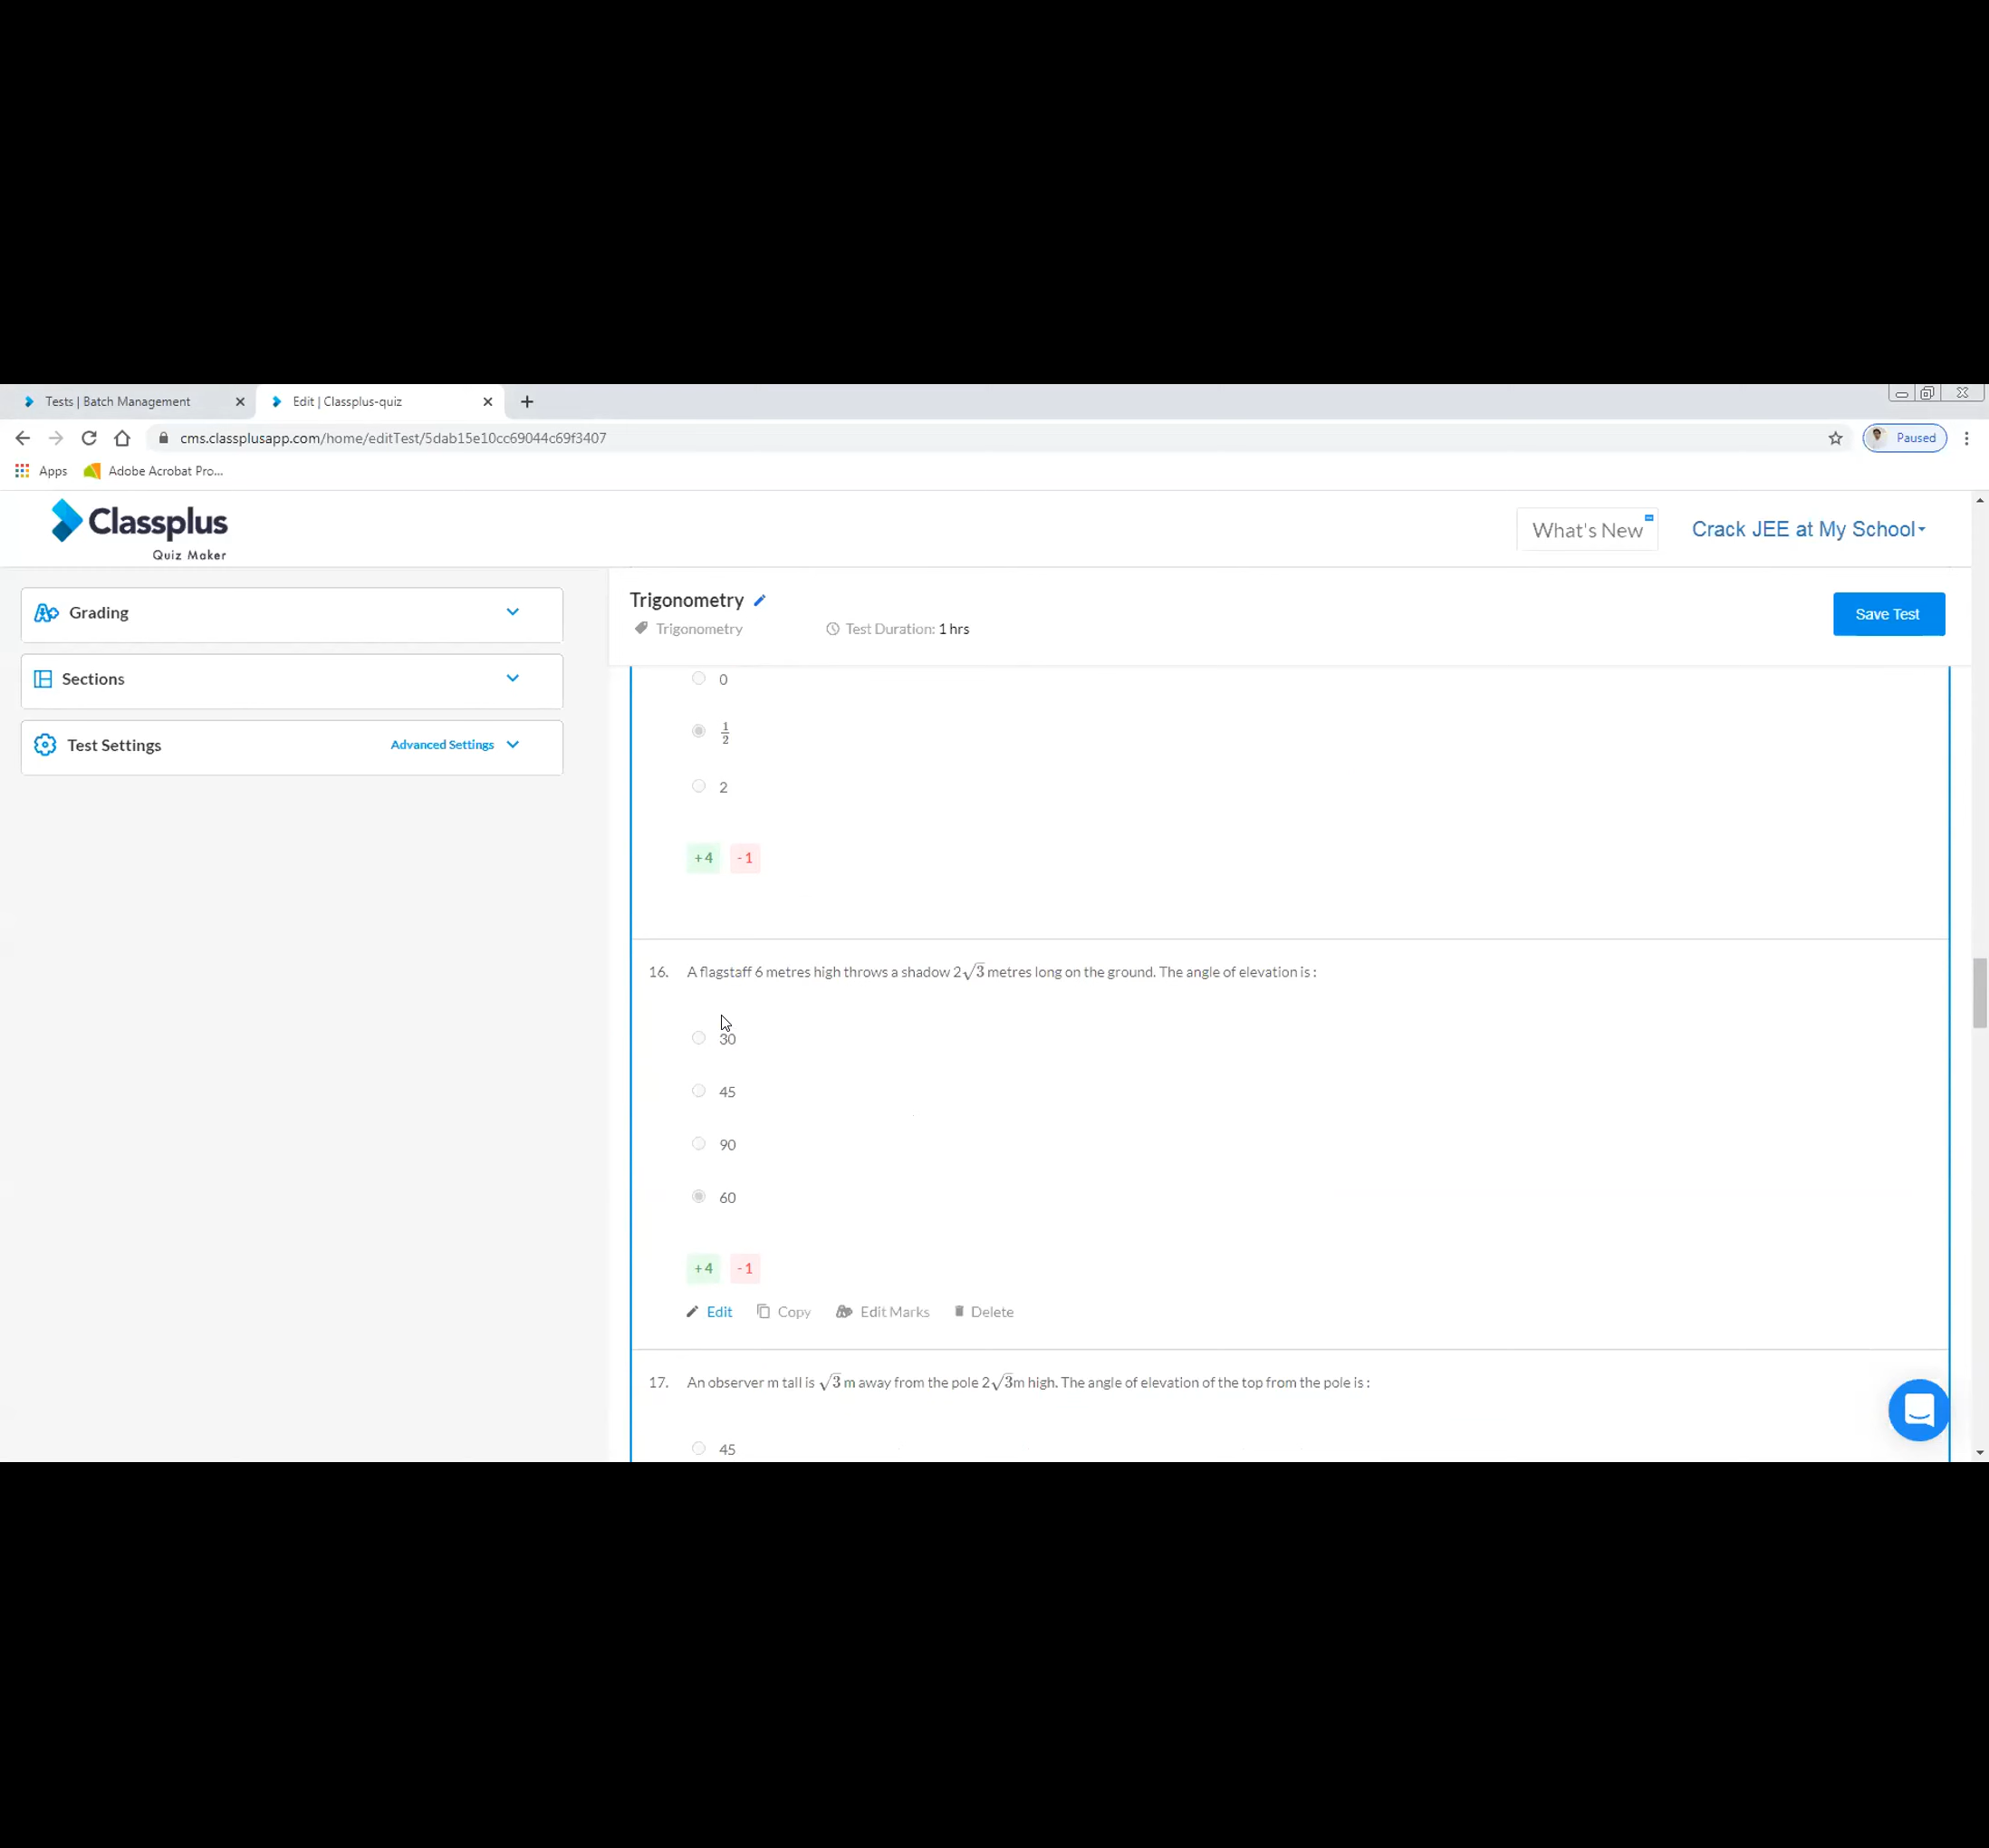 Tests | Batch Management
Edit | Classplus-quiz
cms.classplusapp.com/home/editTest/5dab15e10cc69044c69f3407
Paused
Apps
Adobe Acrobat Pro...
Classplus
Quiz Maker
What's New
Crack JEE at My School
Grading
Sections
Test Settings
Advanced Settings
Trigonometry
Trigonometry
Test Duration: 1 hrs
Save Test
0
1/2
2
+4 -1
16. A flagstaff 6 metres high throws a shadow 2√3 metres long on the ground. The angle of elevation is :
30
45
90
60
+4 -1
Edit Copy Edit Marks Delete
17. An observer m tall is √3 m away from the pole 2√3m high. The angle of elevation of the top from the pole is :
45